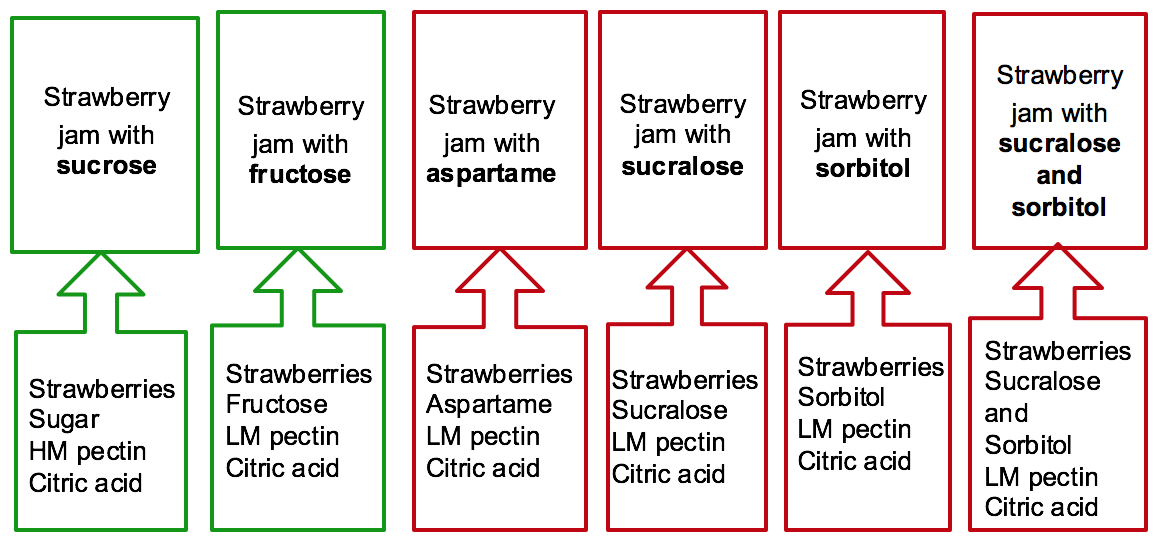 Strawberry
jam with
sucrose
Strawberry
jam with
fructose
Strawberry
jam with
aspartame
Strawberry
jam with
sucralose
Strawberry
jam with
sorbitol
Strawberry
jam with
sucralose
and
sorbitol
Strawberries
Sugar
HM pectin
Citric acid
Strawberries
Fructose
LM pectin
Citric acid
Strawberries
Aspartame
LM pectin
Citric acid
Strawberries
Sucralose
LM pectin
Citric acid
Strawberries
Sorbitol
LM pectin
Citric acid
Strawberries
Sucralose
and
Sorbitol
LM pectin
Citric acid